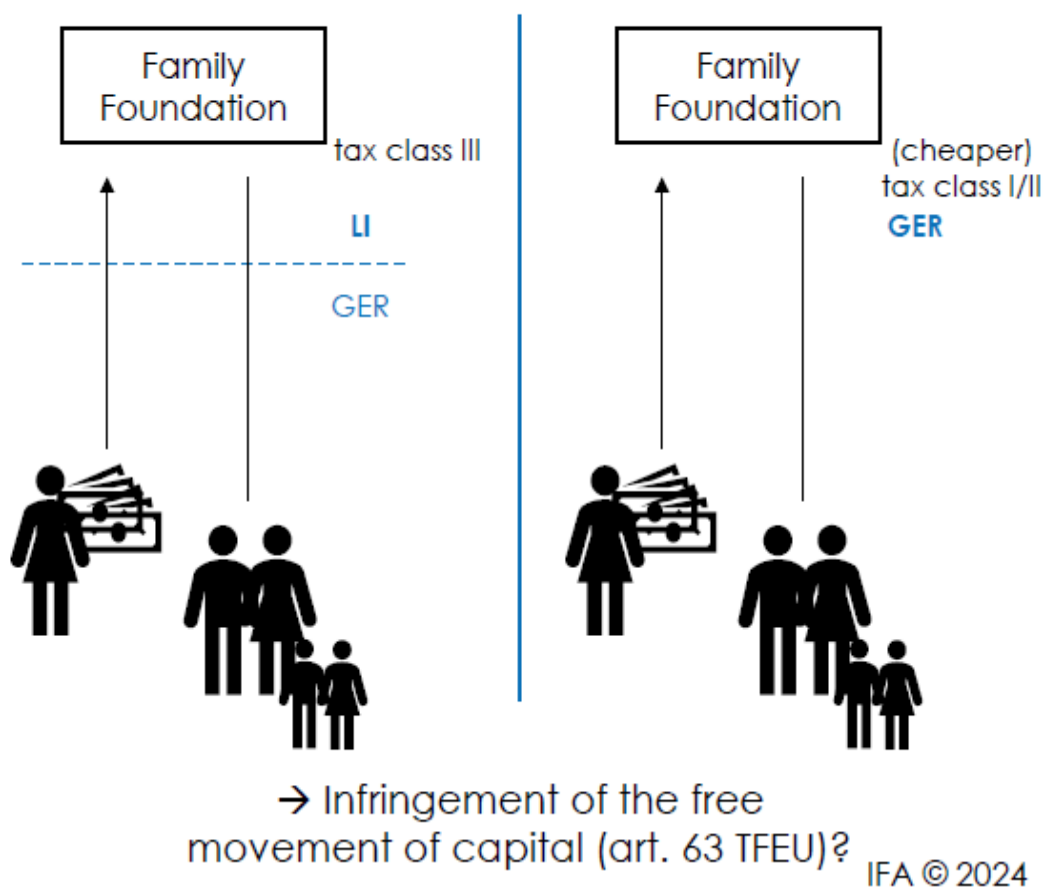 Family
Foundation
tax class III
LI
GER
Family
Foundation
(cheaper)
tax class I/II
GER
→ Infringement of the free
movement of capital (art. 63 TFEU)?
IFA © 2024